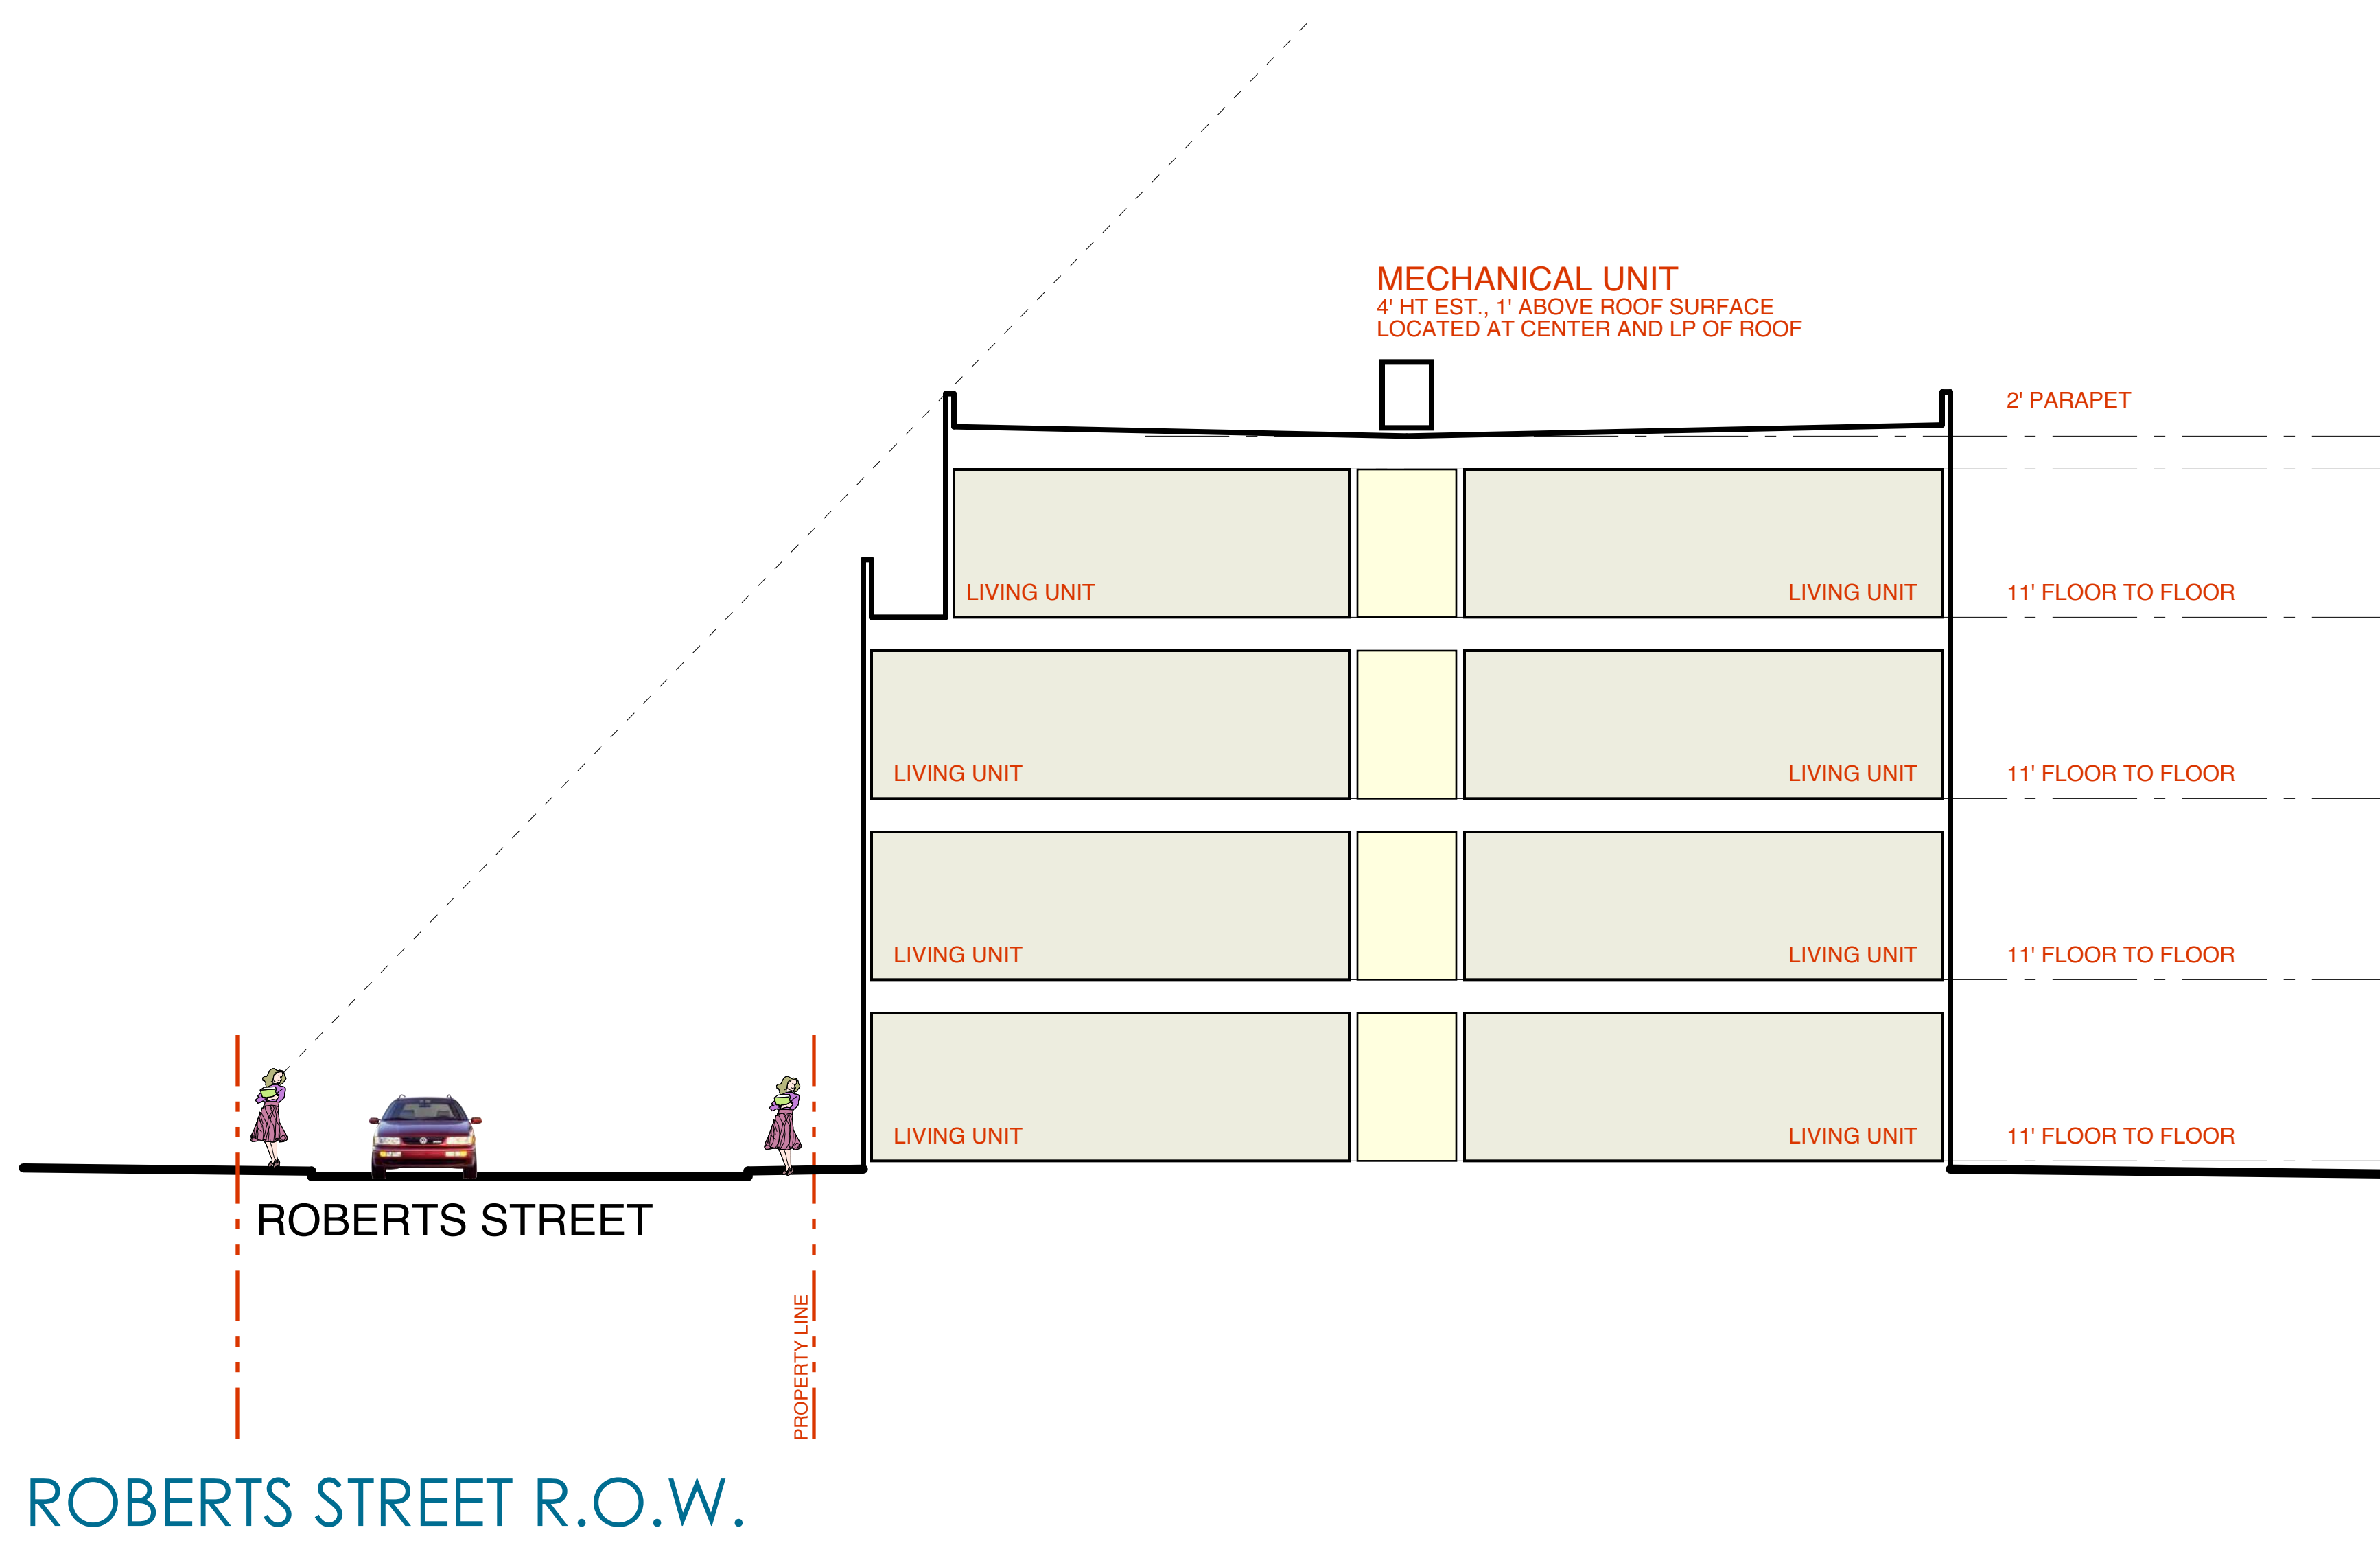 MECHANICAL UNIT
4' HT EST., 1' ABOVE ROOF SURFACE
LOCATED AT CENTER AND LP OF ROOF
2' PARAPET
LIVING UNIT
LIVING UNIT
11' FLOOR TO FLOOR
LIVING UNIT
LIVING UNIT
11' FLOOR TO FLOOR
LIVING UNIT
LIVING UNIT
11' FLOOR TO FLOOR
LIVING UNIT
LIVING UNIT
11' FLOOR TO FLOOR
ROBERTS STREET
PROPERTY LINE
ROBERTS STREET R.O.W.